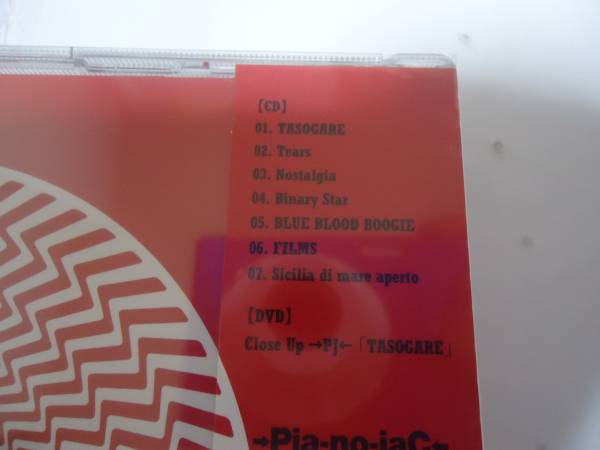 【CD】
01. TASOGARE
02. Tears
03. Nostalgia
04. Binary Star
05. BLUE BLOOD BOOGIE
06. FILMS
07. Sicilia di mare aperto
【DVD】
Close Up →PJ←「TASOGARE」
→Pia-no-jaC←